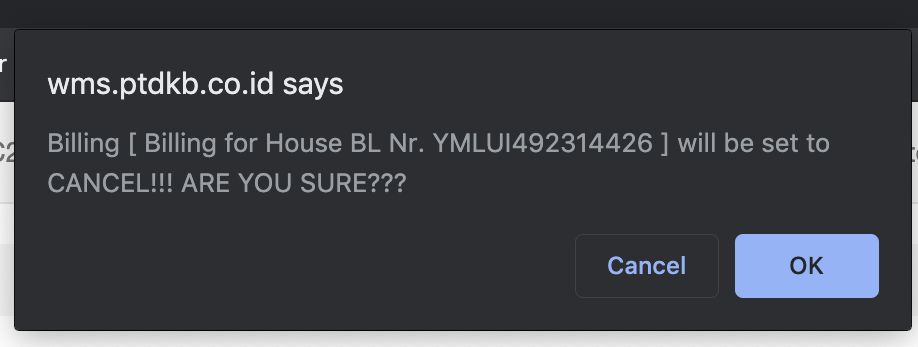 wms.ptdkb.co.id says
Billing [ Billing for House BL Nr. YMLUI492314426 ] will be set to
CANCEL!!! ARE YOU SURE???
Cancel
OK